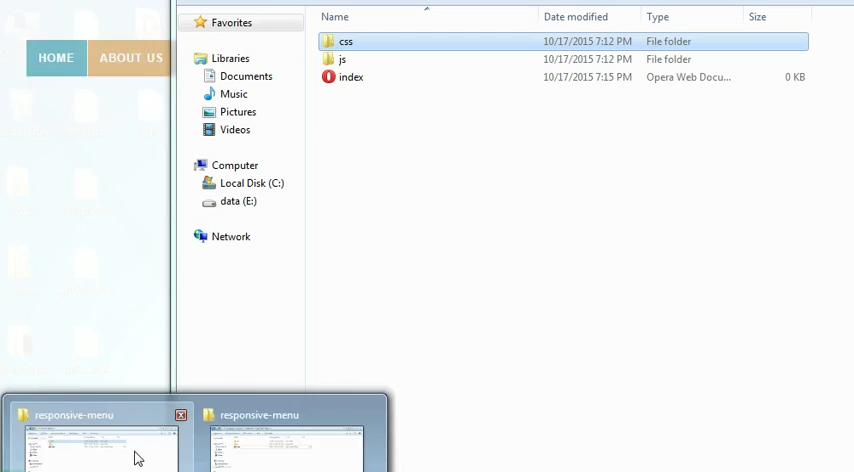 Favorites
Libraries
Documents
Music
Pictures
Videos
Computer
Local Disk (C:)
data (E:)
Network
Name Date modified Type Size
css 10/17/2015 7:12 PM File folder
js 10/17/2015 7:12 PM File folder
index 10/17/2015 7:15 PM Opera Web Docu... 0 KB
HOME ABOUT US
responsive-menu responsive-menu